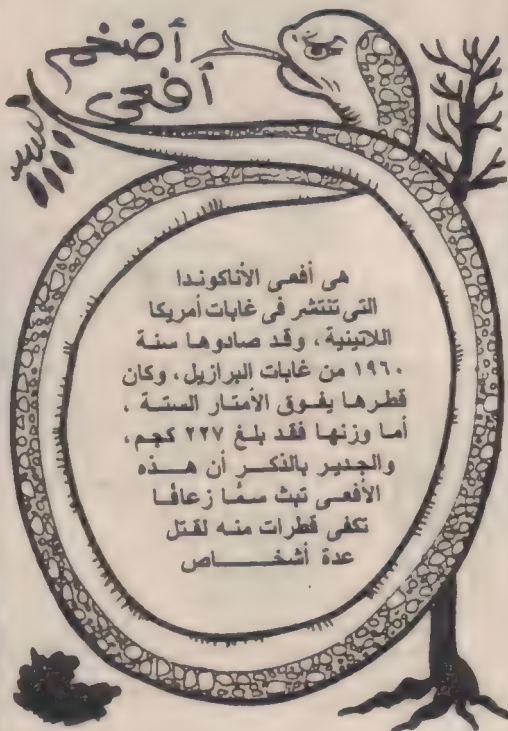 أضخم
أفعى
هى أفعى الأناكوندا
التى تنتشر فى غابات أمريكا
اللاتينية ، وقد صادوها سنة
١٩٦٠ من غابات البرازيل ، وكان
قطرها يفوق الأمتار الستة ،
أما وزنها فقد بلغ ٢٢٧ كجم ،
والجدير بالذكر أن هذه
الأفعى تبث سمًا زعافًا
تكفى قطرات منه لقتل
عدة أشخاص